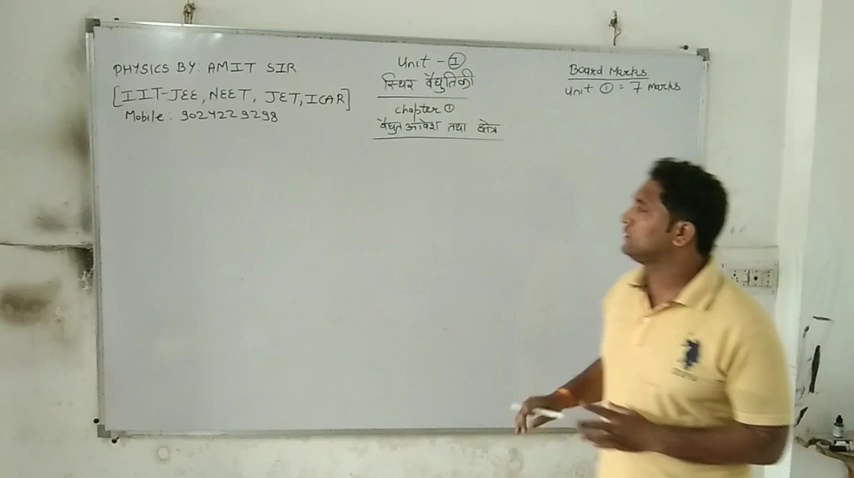 PHYSICS BY: AMIT SIR
[IIT-JEE, NEET, JET, ICAR]
Mobile: 9024229298
Unit - ①
स्थिर वैद्युतिकी
chapter ①
वैद्युत आवेश तथा क्षेत्र
Board Marks
Unit ① = 7 marks